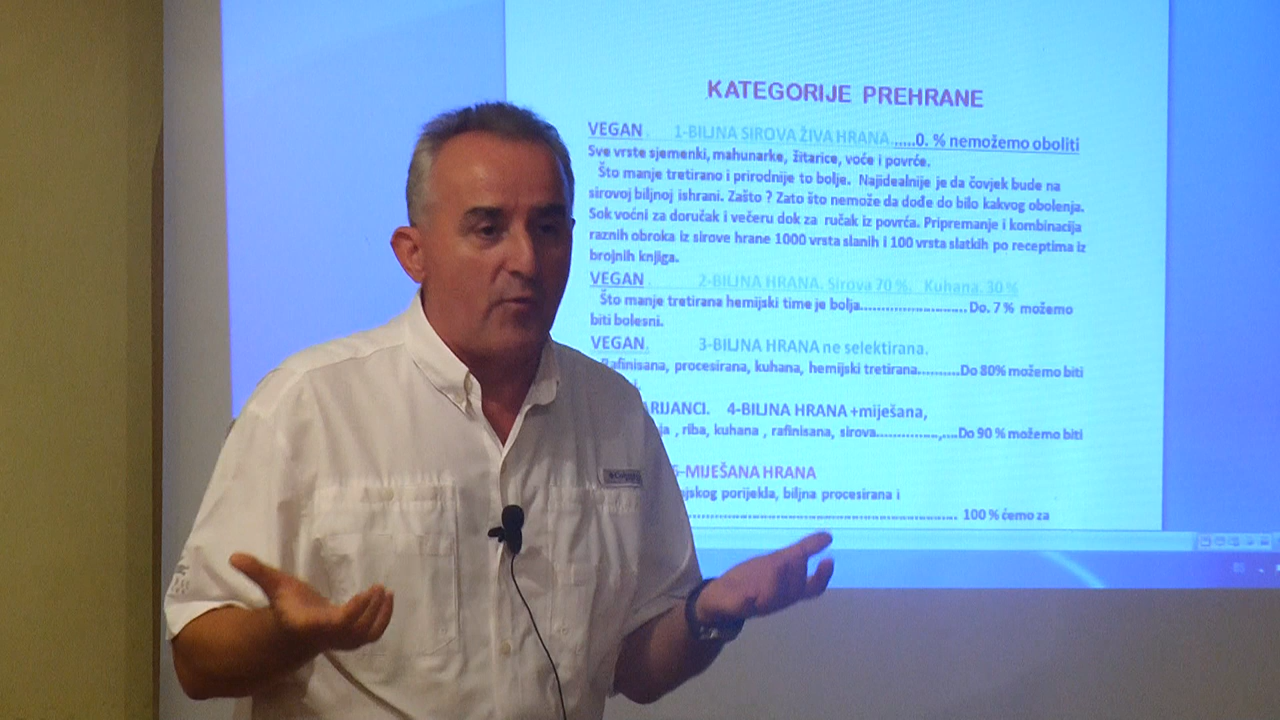 KATEGORIJE PREHRANE
VEGAN. 1-BILJNA SIROVA ŽIVA HRANA......0. % nemožemo oboliti
Sve vrste sjemenki, mahunarke, žitarice, voće i povrće.
Što manje tretirano i prirodnije to bolje. Najidealnije je da čovjek bude na
sirovoj biljnoj ishrani. Zašto ? Zato što nemože da dođe do bilo kakvog obolenja.
Sok voćni za doručak i večeru dok za ručak iz povrća. Pripremanje i kombinacija
raznih obroka iz sirove hrane 1000 vrsta slanih i 100 vrsta slatkih po receptima iz
brojnih knjiga.
VEGAN. 2-BILJNA HRANA. Sirova 70 %. Kuhana. 30 %
Što manje tretirana hemijski time je bolja........................... Do. 7 % možemo
biti bolesni.
VEGAN. 3-BILJNA HRANA ne selektirana.
Rafinisana, procesirana, kuhana, hemijski tretirana..........Do 80% možemo biti
ARIJANCI. 4-BILJNA HRANA +miješana,
ja , riba, kuhana , rafinisana, sirova...............,....Do 90 % možemo biti
5-MIJEŠANA HRANA
jskog porijekla, biljna procesirana i
.................................................................. 100 % ćemo za